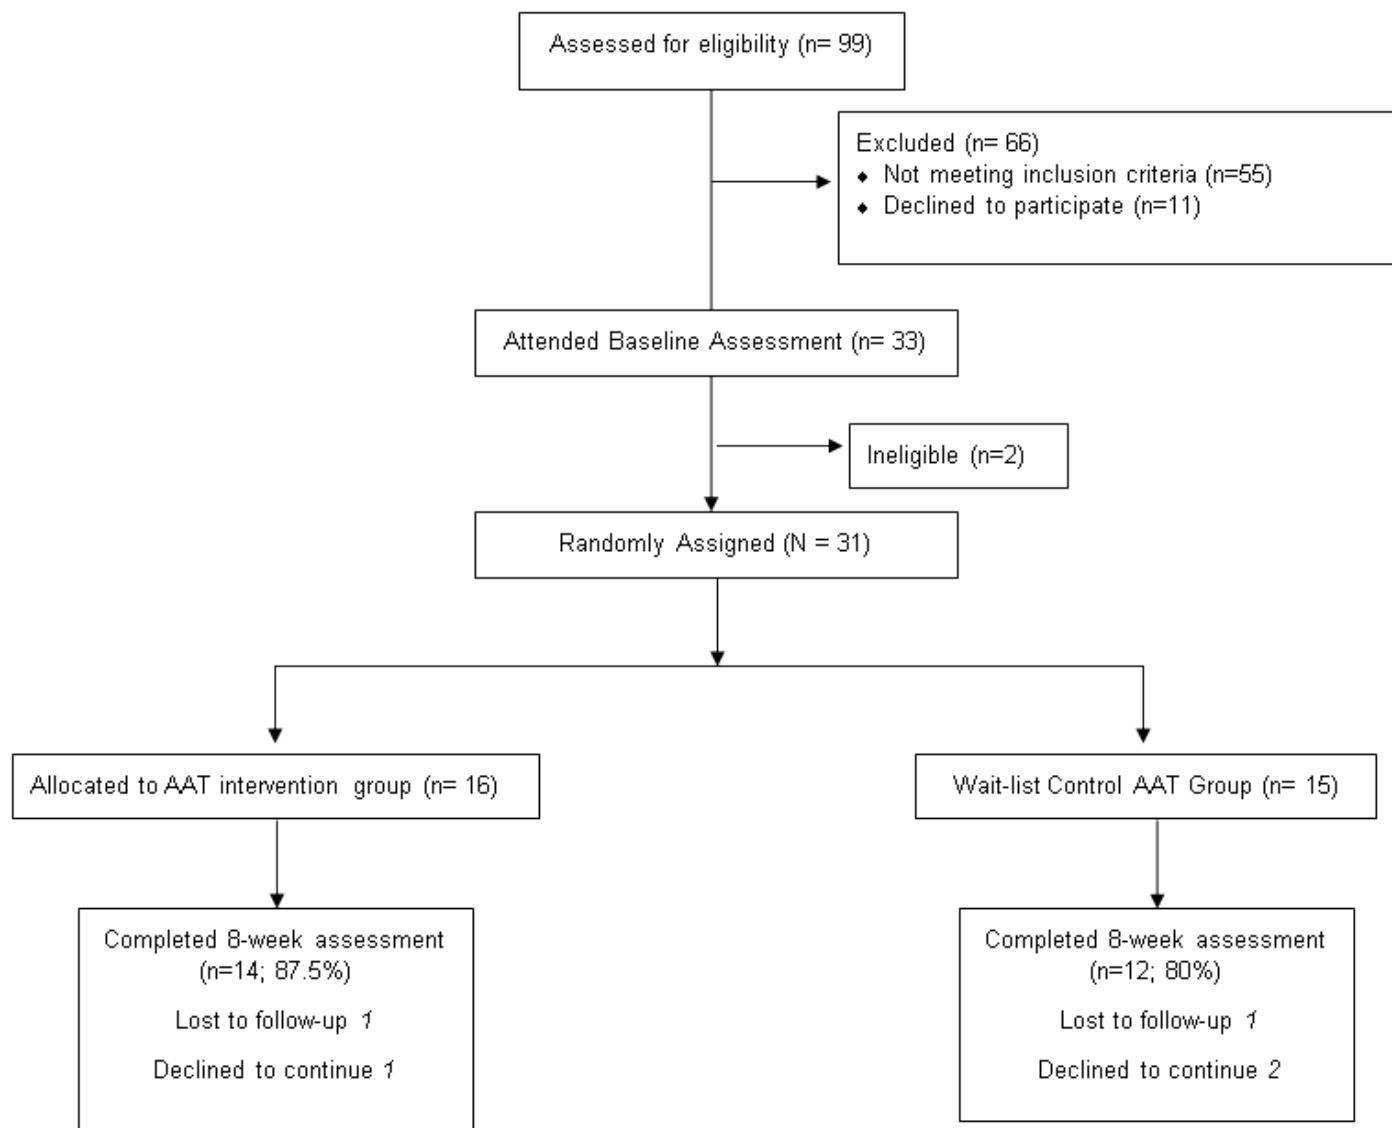 Assessed for eligibility (n= 99)
Excluded (n= 66)
◆ Not meeting inclusion criteria (n=55)
◆ Declined to participate (n=11)
Attended Baseline Assessment (n= 33)
Ineligible (n=2)
Randomly Assigned (N = 31)
Allocated to AAT intervention group (n= 16)
Wait-list Control AAT Group (n= 15)
Completed 8-week assessment
(n=14; 87.5%)
Lost to follow-up 1
Declined to continue 1
Completed 8-week assessment
(n=12; 80%)
Lost to follow-up 1
Declined to continue 2